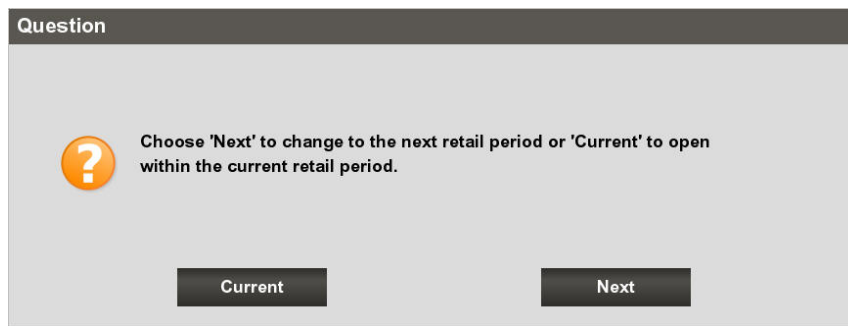 Question
Choose 'Next' to change to the next retail period or 'Current' to open
within the current retail period.
Current
Next